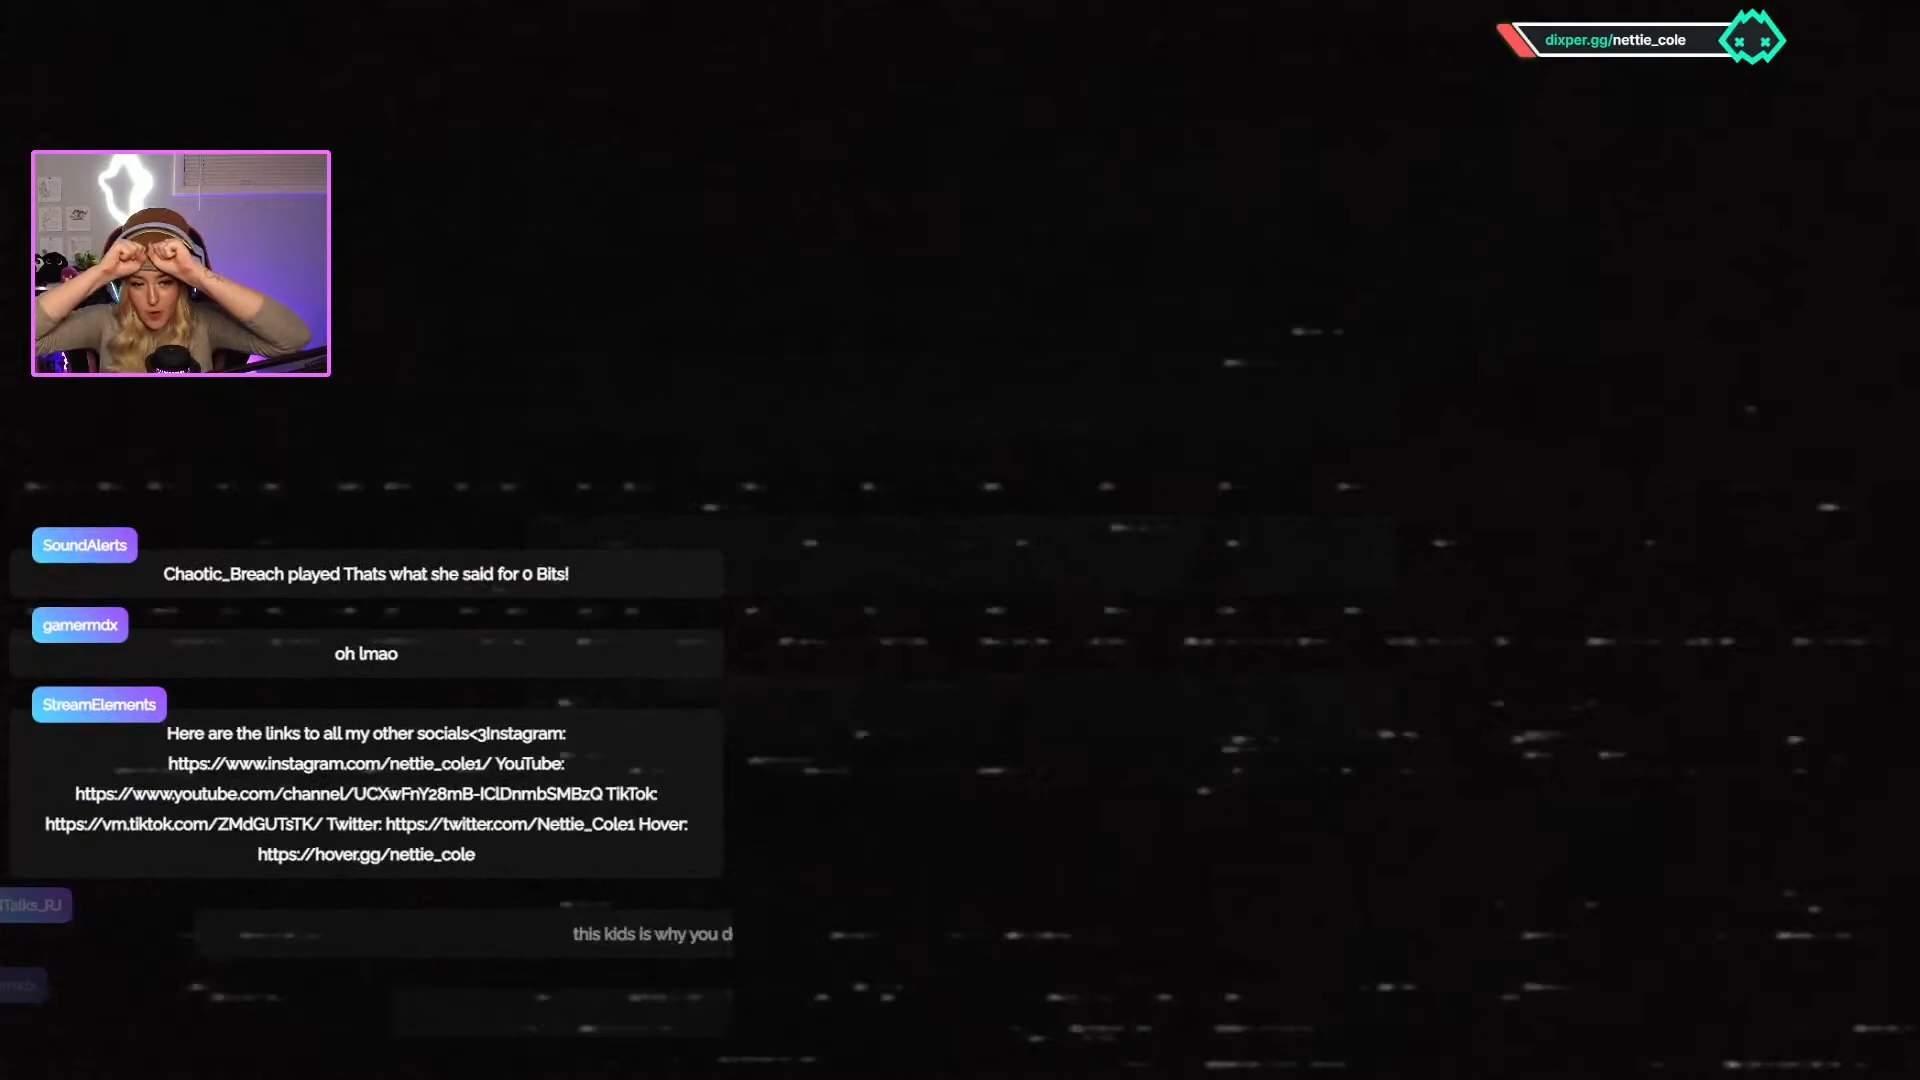 dixper.gg/nettie_cole
SoundAlerts
Chaotic_Breach played Thats what she said for 0 Bits!
gamermdx
oh lmao
StreamElements
Here are the links to all my other socials<3Instagram:
https://www.instagram.com/nettie_cole1/ YouTube:
https://www.youtube.com/channel/UCXwFnY28mB-IClDnmbSMBzQ TikTok:
https://vm.tiktok.com/ZMdGUTsTK/ Twitter: https://twitter.com/Nettie_Cole1 Hover:
https://hover.gg/nettie_cole
Talks_RJ
this kids is why you d